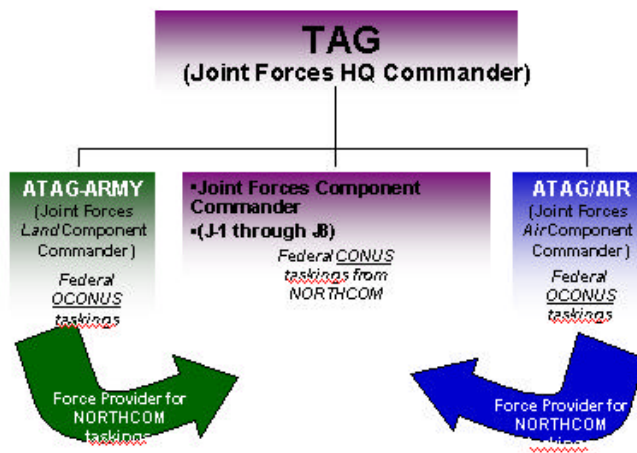 TAG
(Joint Forces HQ Commander)
ATAG-ARMY
(Joint Forces
Land Component
Commander)
Federal
OCONUS
taskings
▪Joint Forces Component
Commander
▪(J-1 through J8)
Federal CONUS
taskings from
NORTHCOM
ATAG/AIR
(Joint Forces
Air Component
Commander)
Federal
OCONUS
taskings
Force Provider for
NORTHCOM
taskings
Force Provider for
NORTHCOM
taskings